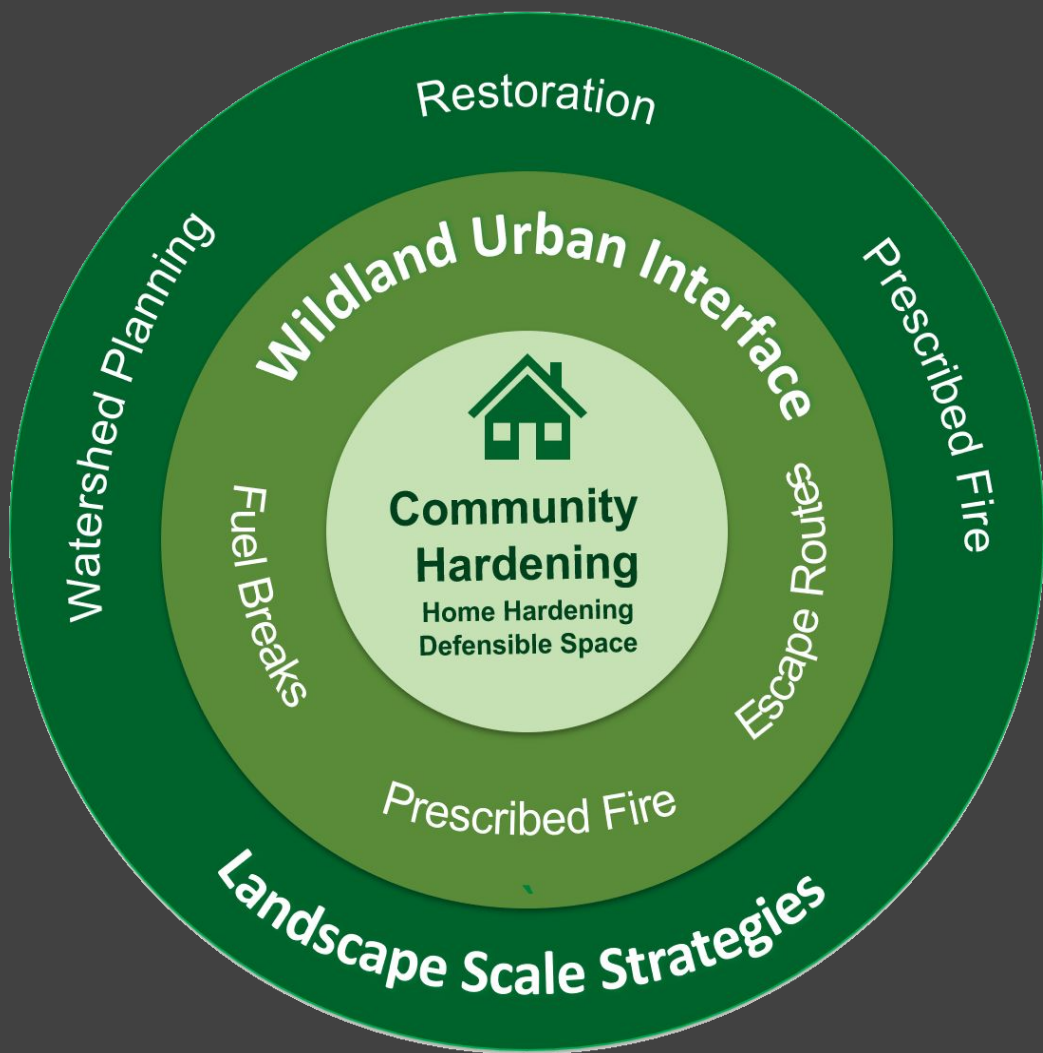 Restoration
Watershed Planning
Prescribed Fire
Wildland Urban Interface
Fuel Breaks
Escape Routes
Prescribed Fire
Community
Hardening
Home Hardening
Defensible Space
`
Landscape Scale Strategies